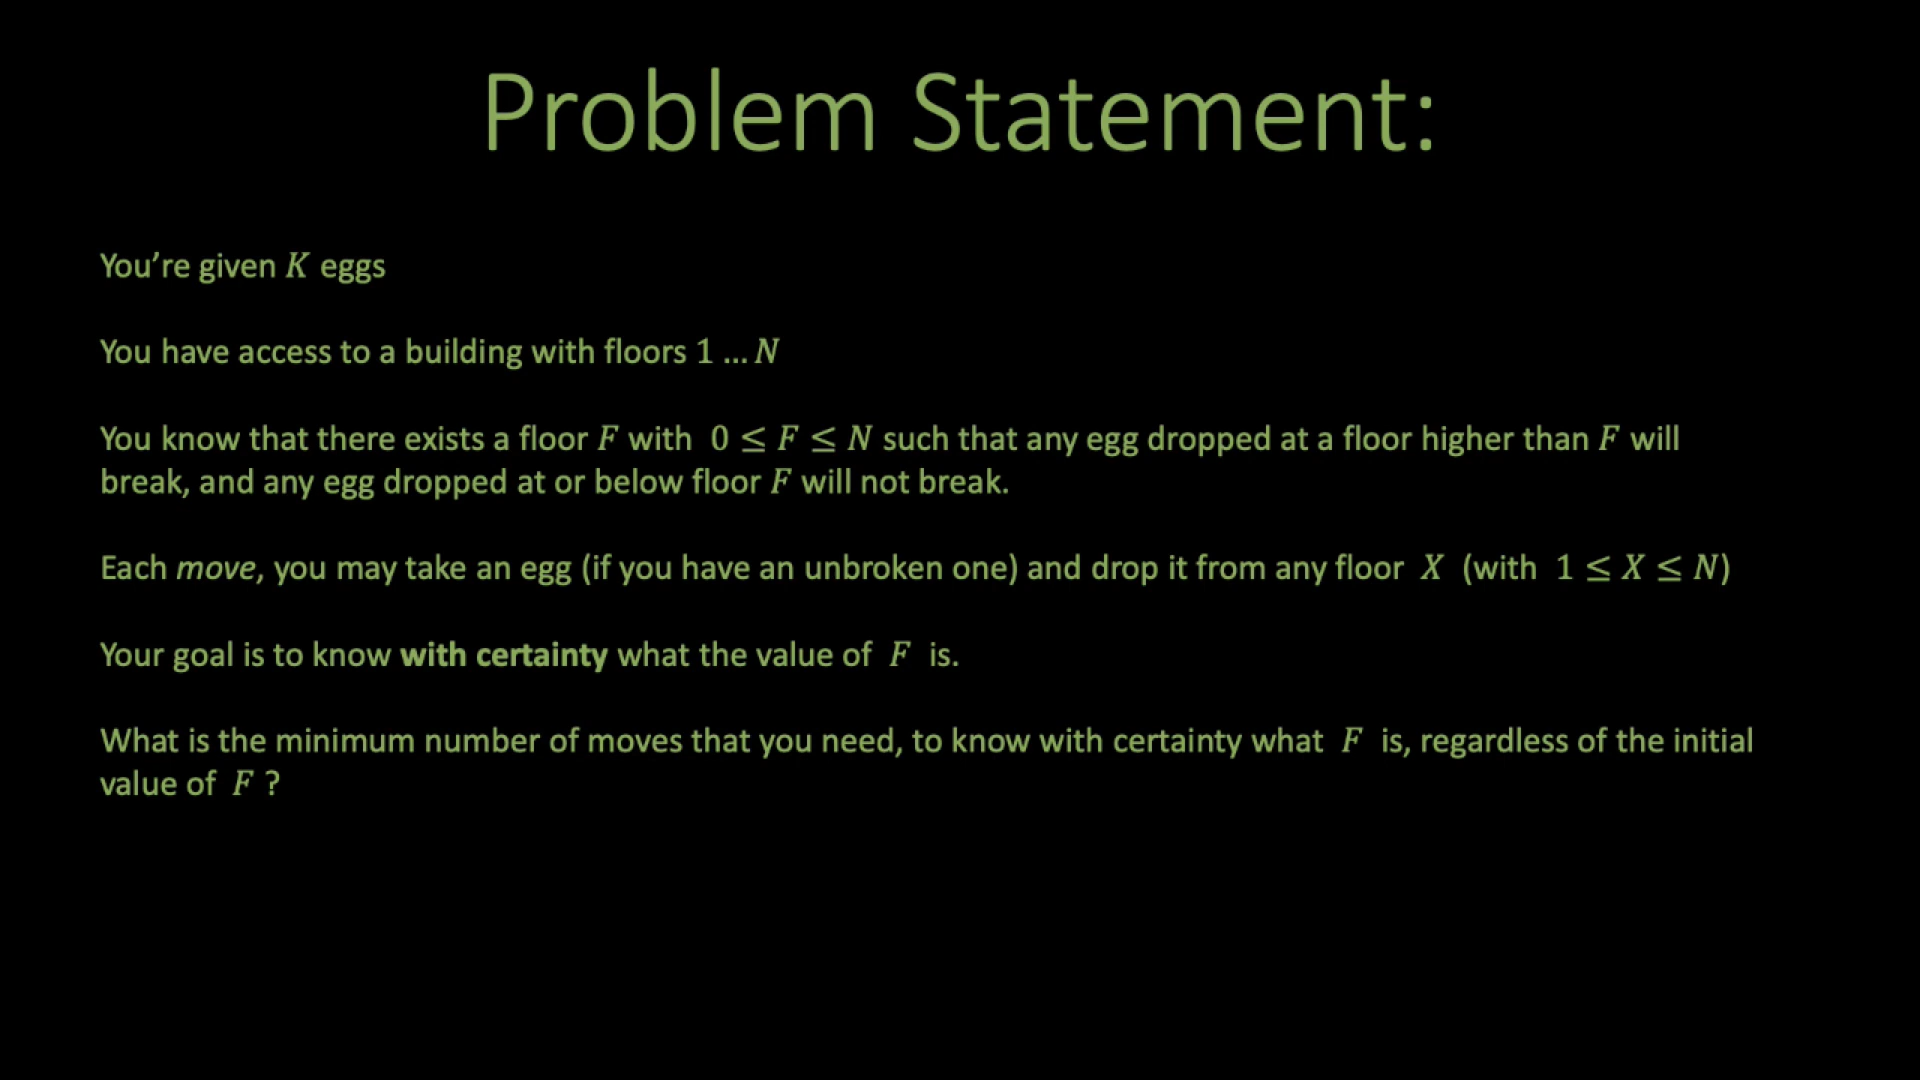 Problem Statement:
You’re given K eggs
You have access to a building with floors 1 … N
You know that there exists a floor F with 0 ≤ F ≤ N such that any egg dropped at a floor higher than F will
break, and any egg dropped at or below floor F will not break.
Each move, you may take an egg (if you have an unbroken one) and drop it from any floor X (with 1 ≤ X ≤ N)
Your goal is to know with certainty what the value of F is.
What is the minimum number of moves that you need, to know with certainty what F is, regardless of the initial
value of F ?